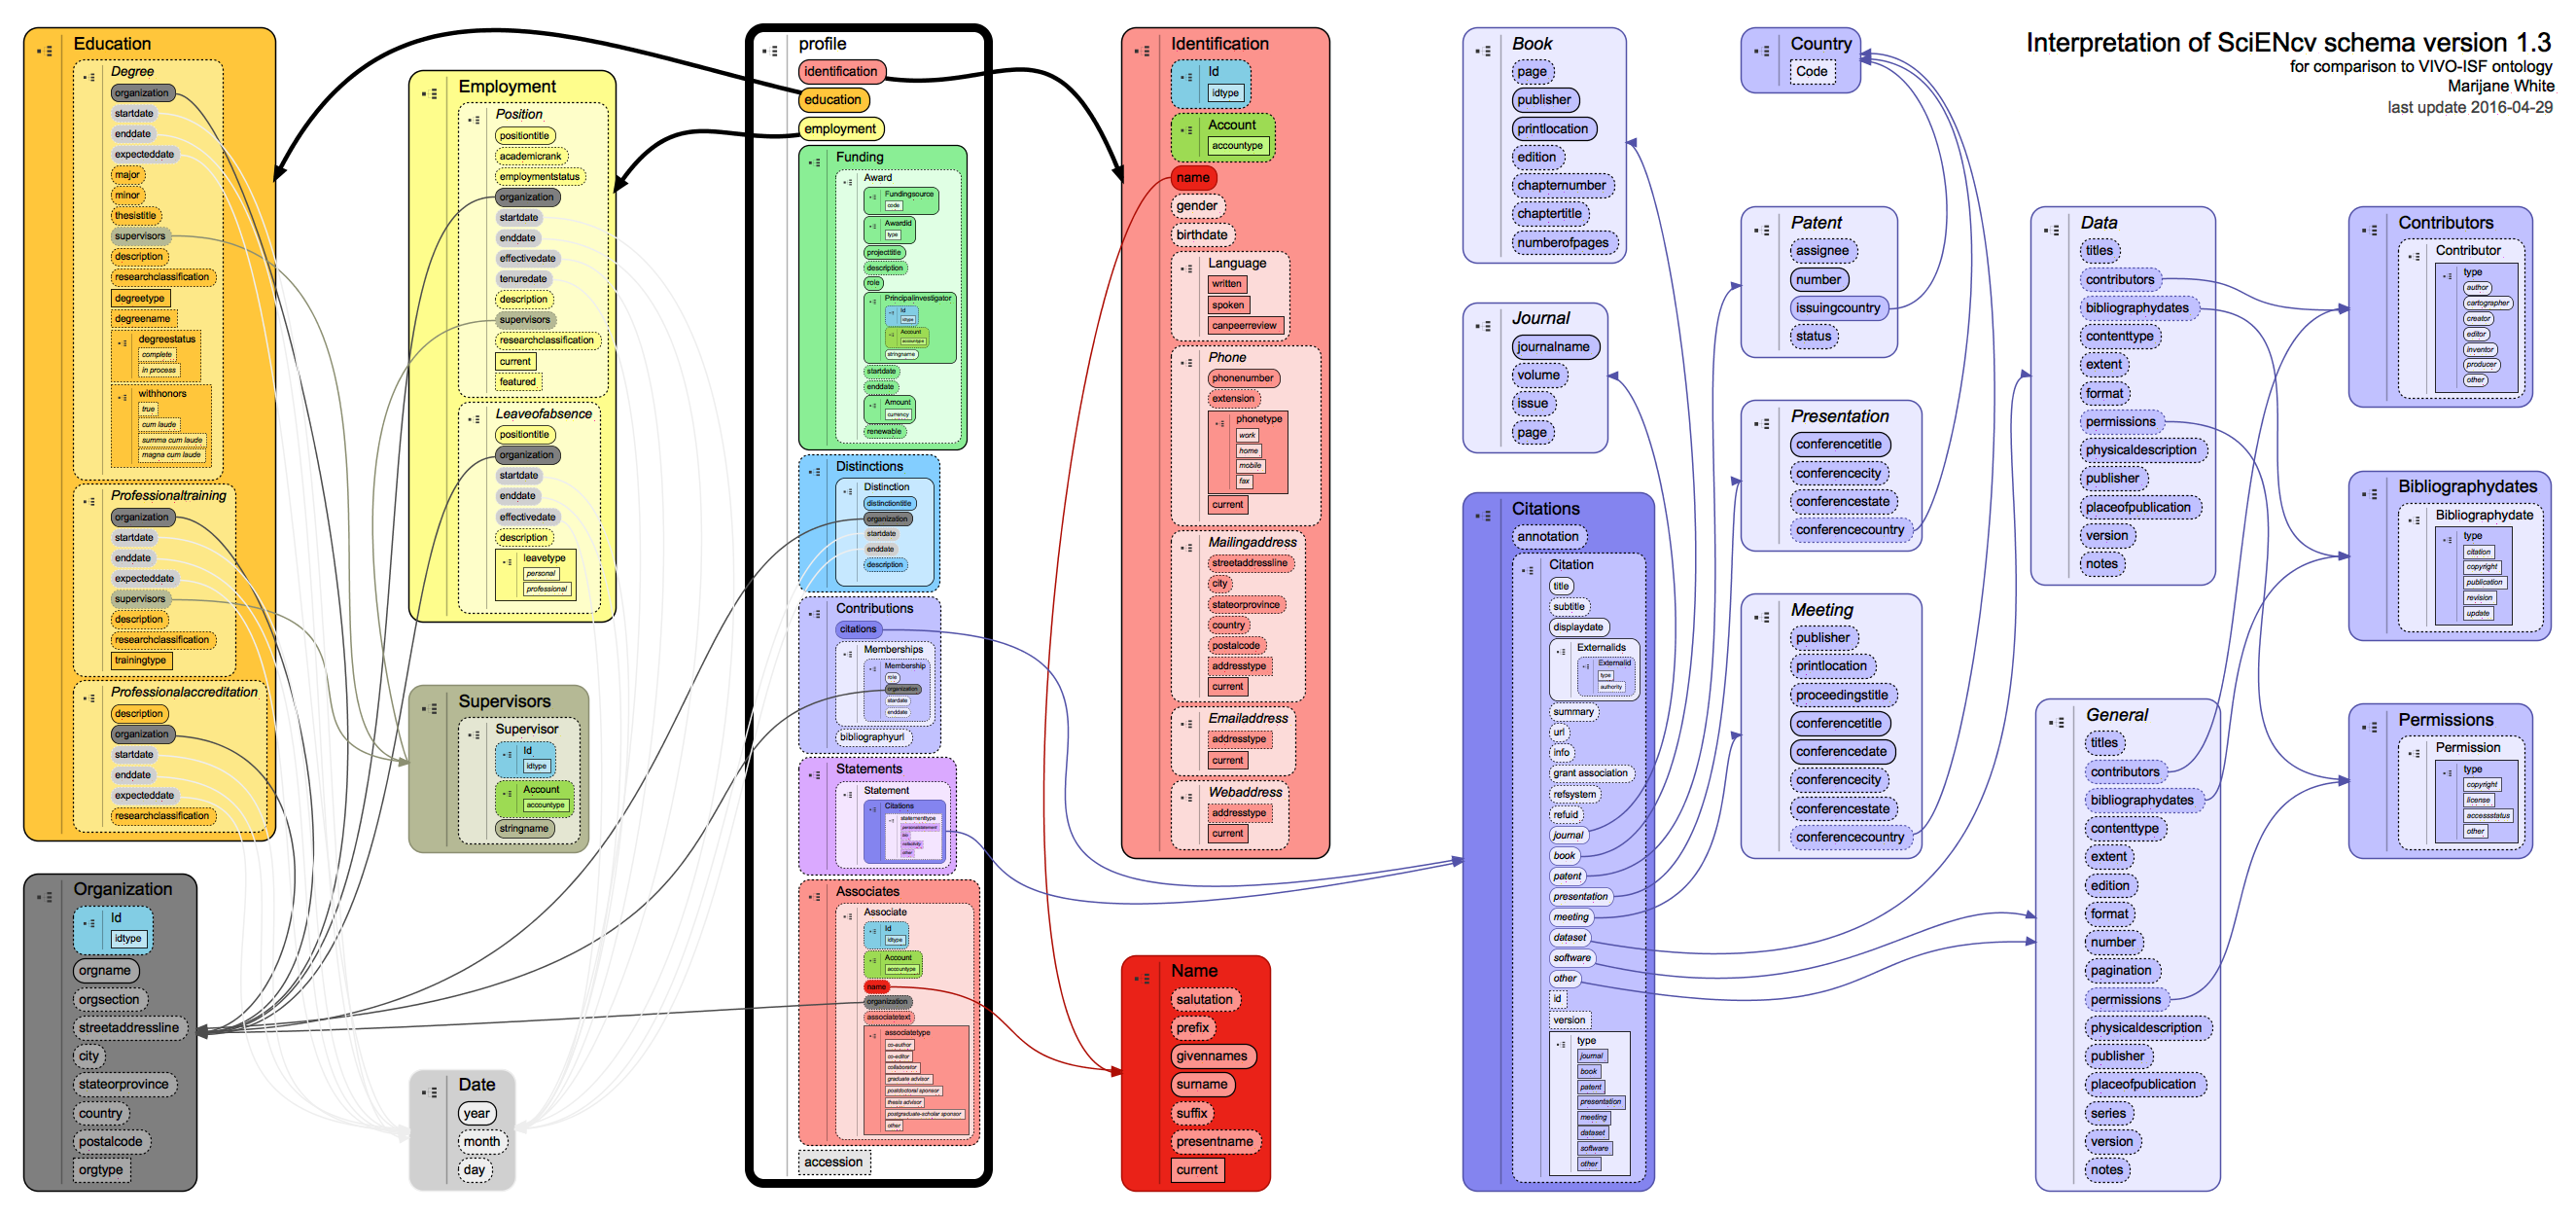 Interpretation of SciENcv schema version 1.3
for comparison to VIVO-ISF ontology
Marijane White
last update 2016-04-29
Education
Degree
organization
startdate
enddate
expecteddate
major
minor
thesistitle
supervisors
description
researchclassification
degreetype
degreename
degreestatus
complete
in process
withhonors
true
cum laude
summa cum laude
magna cum laude
Professionaltraining
organization
startdate
enddate
expecteddate
supervisors
description
researchclassification
trainingtype
Professionalaccreditation
description
organization
startdate
enddate
expecteddate
researchclassification
Organization
Id
idtype
orgname
orgsection
streetaddressline
city
stateorprovince
country
postalcode
orgtype
Employment
Position
positiontitle
academicrank
employmentstatus
organization
startdate
enddate
effectivedate
tenuredate
description
supervisors
researchclassification
current
featured
Leaveofabsence
positiontitle
organization
startdate
enddate
effectivedate
description
leavetype
personal
professional
Supervisors
Supervisor
Id
idtype
Account
accountype
stringname
Date
year
month
day
profile
identification
education
employment
Funding
Award
Fundingsource
code
Awardid
type
projecttitle
description
role
Principalinvestigator
Id
idtype
Account
accountype
stringname
startdate
enddate
Amount
currency
renewable
Distinctions
Distinction
distinctiontitle
organization
startdate
enddate
description
Contributions
citations
Memberships
Membership
role
organization
startdate
enddate
bibliographyurl
Statements
Statement
Citations
statementtype
personalstatement
other
Associates
Associate
Id
idtype
Account
accountype
name
organization
associatetext
associatetype
co-author
co-editor
collaborator
graduate advisor
postdoctoral sponsor
thesis advisor
postgraduate-scholar sponsor
other
accession
Identification
Id
idtype
Account
accountype
name
gender
birthdate
Language
written
spoken
canpeerreview
Phone
phonenumber
extension
phonetype
work
home
mobile
fax
current
Mailingaddress
streetaddressline
city
stateorprovince
country
postalcode
addresstype
current
Emailaddress
addresstype
current
Webaddress
addresstype
current
Name
salutation
prefix
givennames
surname
suffix
presentname
current
Book
page
publisher
printlocation
edition
chapternumber
chaptertitle
numberofpages
Journal
journalname
volume
issue
page
Citations
annotation
Citation
title
subtitle
displaydate
Externalids
Externalid
type
authority
summary
url
info
grant association
refsystem
refuid
journal
book
patent
presentation
meeting
dataset
software
other
id
version
type
journal
book
patent
presentation
meeting
dataset
software
other
Country
Code
Patent
assignee
number
issuingcountry
status
Presentation
conferencetitle
conferencecity
conferencestate
conferencecountry
Meeting
publisher
printlocation
proceedingstitle
conferencetitle
conferencedate
conferencecity
conferencestate
conferencecountry
Data
titles
contributors
bibliographydates
contenttype
extent
format
permissions
physicaldescription
publisher
placeofpublication
version
notes
General
titles
contributors
bibliographydates
contenttype
extent
edition
format
number
pagination
permissions
physicaldescription
publisher
placeofpublication
series
version
notes
Contributors
Contributor
type
author
cartographer
creator
editor
inventor
producer
other
Bibliographydates
Bibliographydate
type
citation
copyright
publication
revision
update
Permissions
Permission
type
copyright
license
accessstatus
other